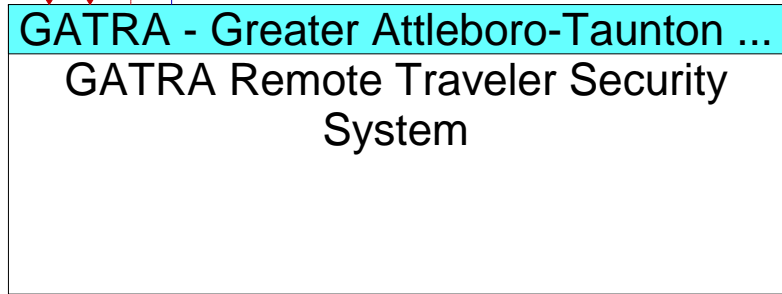 GATRA - Greater Attleboro-Taunton ...
GATRA Remote Traveler Security
System